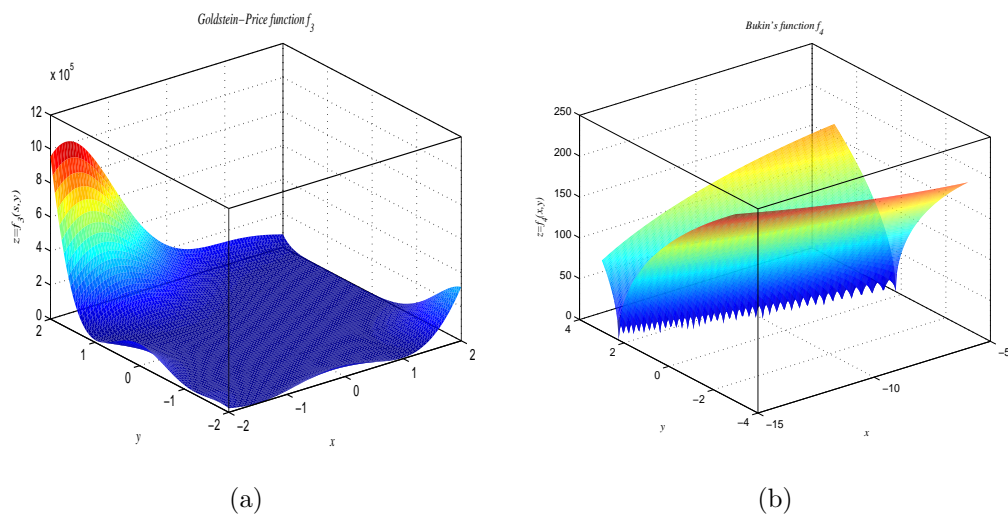 Goldstein−Price function f3
x 10^5
12
10
8
6
4
2
0
z=f3(x,y)
2
1
0
−1
−2
y
−2
−1
0
1
2
x
(a)
Bukin's function f4
250
200
150
100
50
0
z=f4(x,y)
4
2
0
−2
−4
y
−15
−10
−5
x
(b)